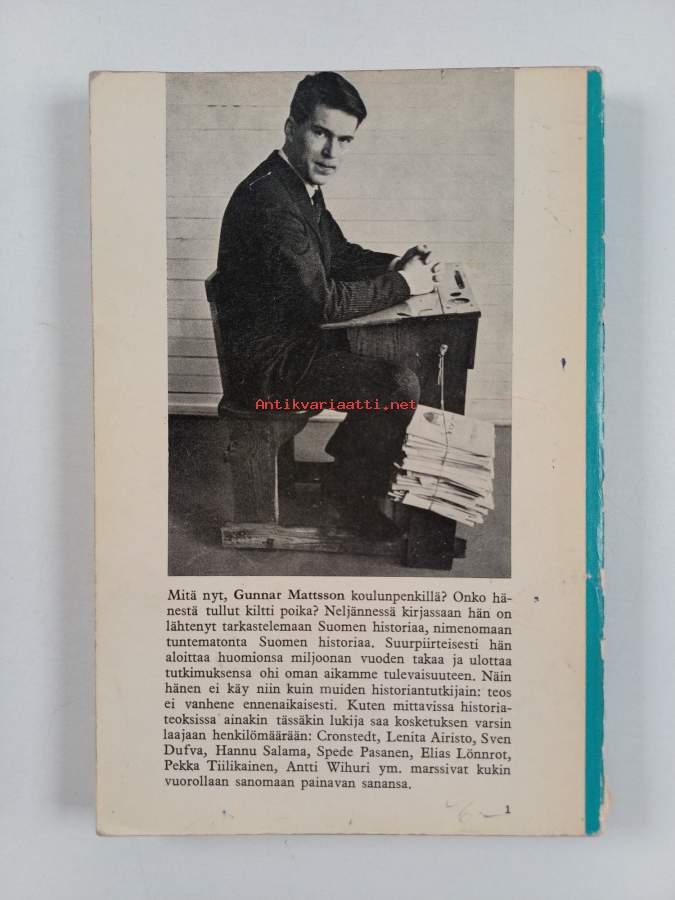 Antikvariaatti.net
Mitä nyt, Gunnar Mattsson koulunpenkillä? Onko hä-
nestä tullut kiltti poika? Neljännessä kirjassaan hän on
lähtenyt tarkastelemaan Suomen historiaa, nimenomaan
tuntematonta Suomen historiaa. Suurpiirteisesti hän
aloittaa huomionsa miljoonan vuoden takaa ja ulottaa
tutkimuksensa ohi oman aikamme tulevaisuuteen. Näin
hänen ei käy niin kuin muiden historiantutkijain: teos
ei vanhene ennenaikaisesti. Kuten mittavissa historia-
teoksissa ainakin tässäkin lukija saa kosketuksen varsin
laajaan henkilömäärään: Cronstedt, Lenita Airisto, Sven
Dufva, Hannu Salama, Spede Pasanen, Elias Lönnrot,
Pekka Tiilikainen, Antti Wihuri ym. marssivat kukin
vuorollaan sanomaan painavan sanansa.
1